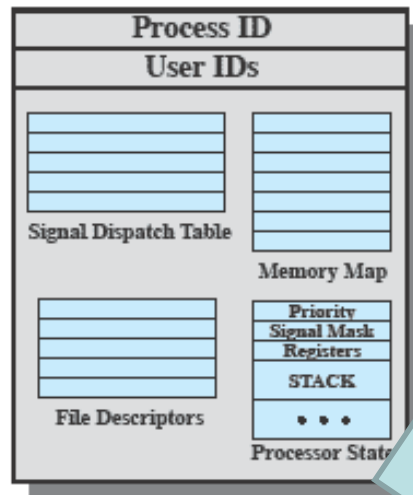 Process ID
User IDs
Signal Dispatch Table
Memory Map
File Descriptors
Priority
Signal Mask
Registers
STACK
• • •
Processor State